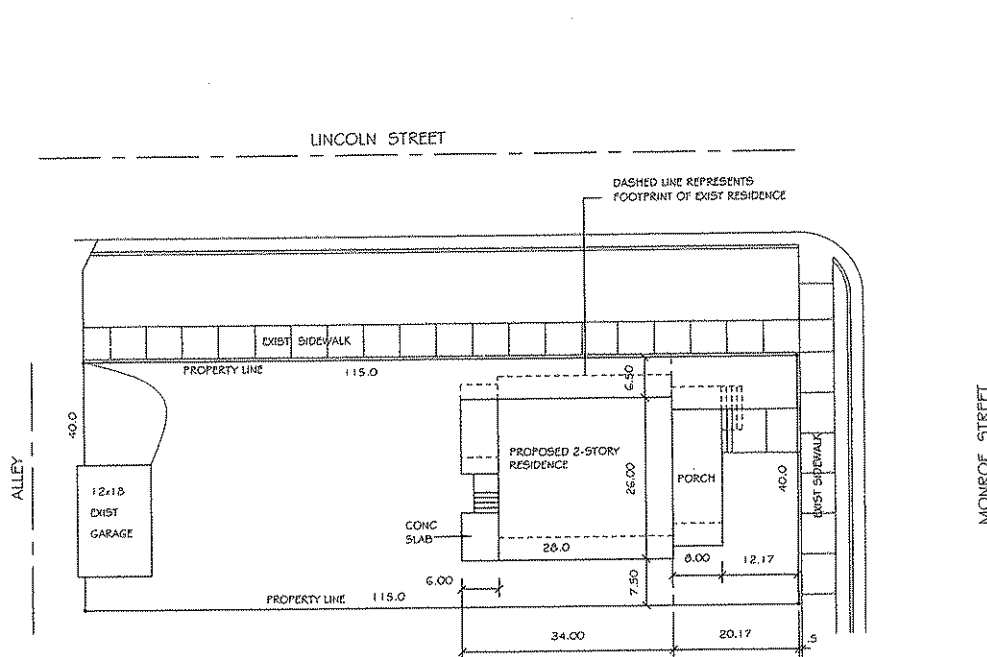 LINCOLN STREET
DASHED LINE REPRESENTS
FOOTPRINT OF EXIST RESIDENCE
EXIST SIDEWALK
PROPERTY LINE 115.0
6.50
40.0
ALLEY
12x18
EXIST
GARAGE
PROPOSED 2-STORY
RESIDENCE
26.00
PORCH
40.0
EXIST SIDEWALK
MONROE STREET
CONC
SLAB
28.0
8.00
12.17
6.00
7.50
PROPERTY LINE 115.0
34.00
20.17
.5